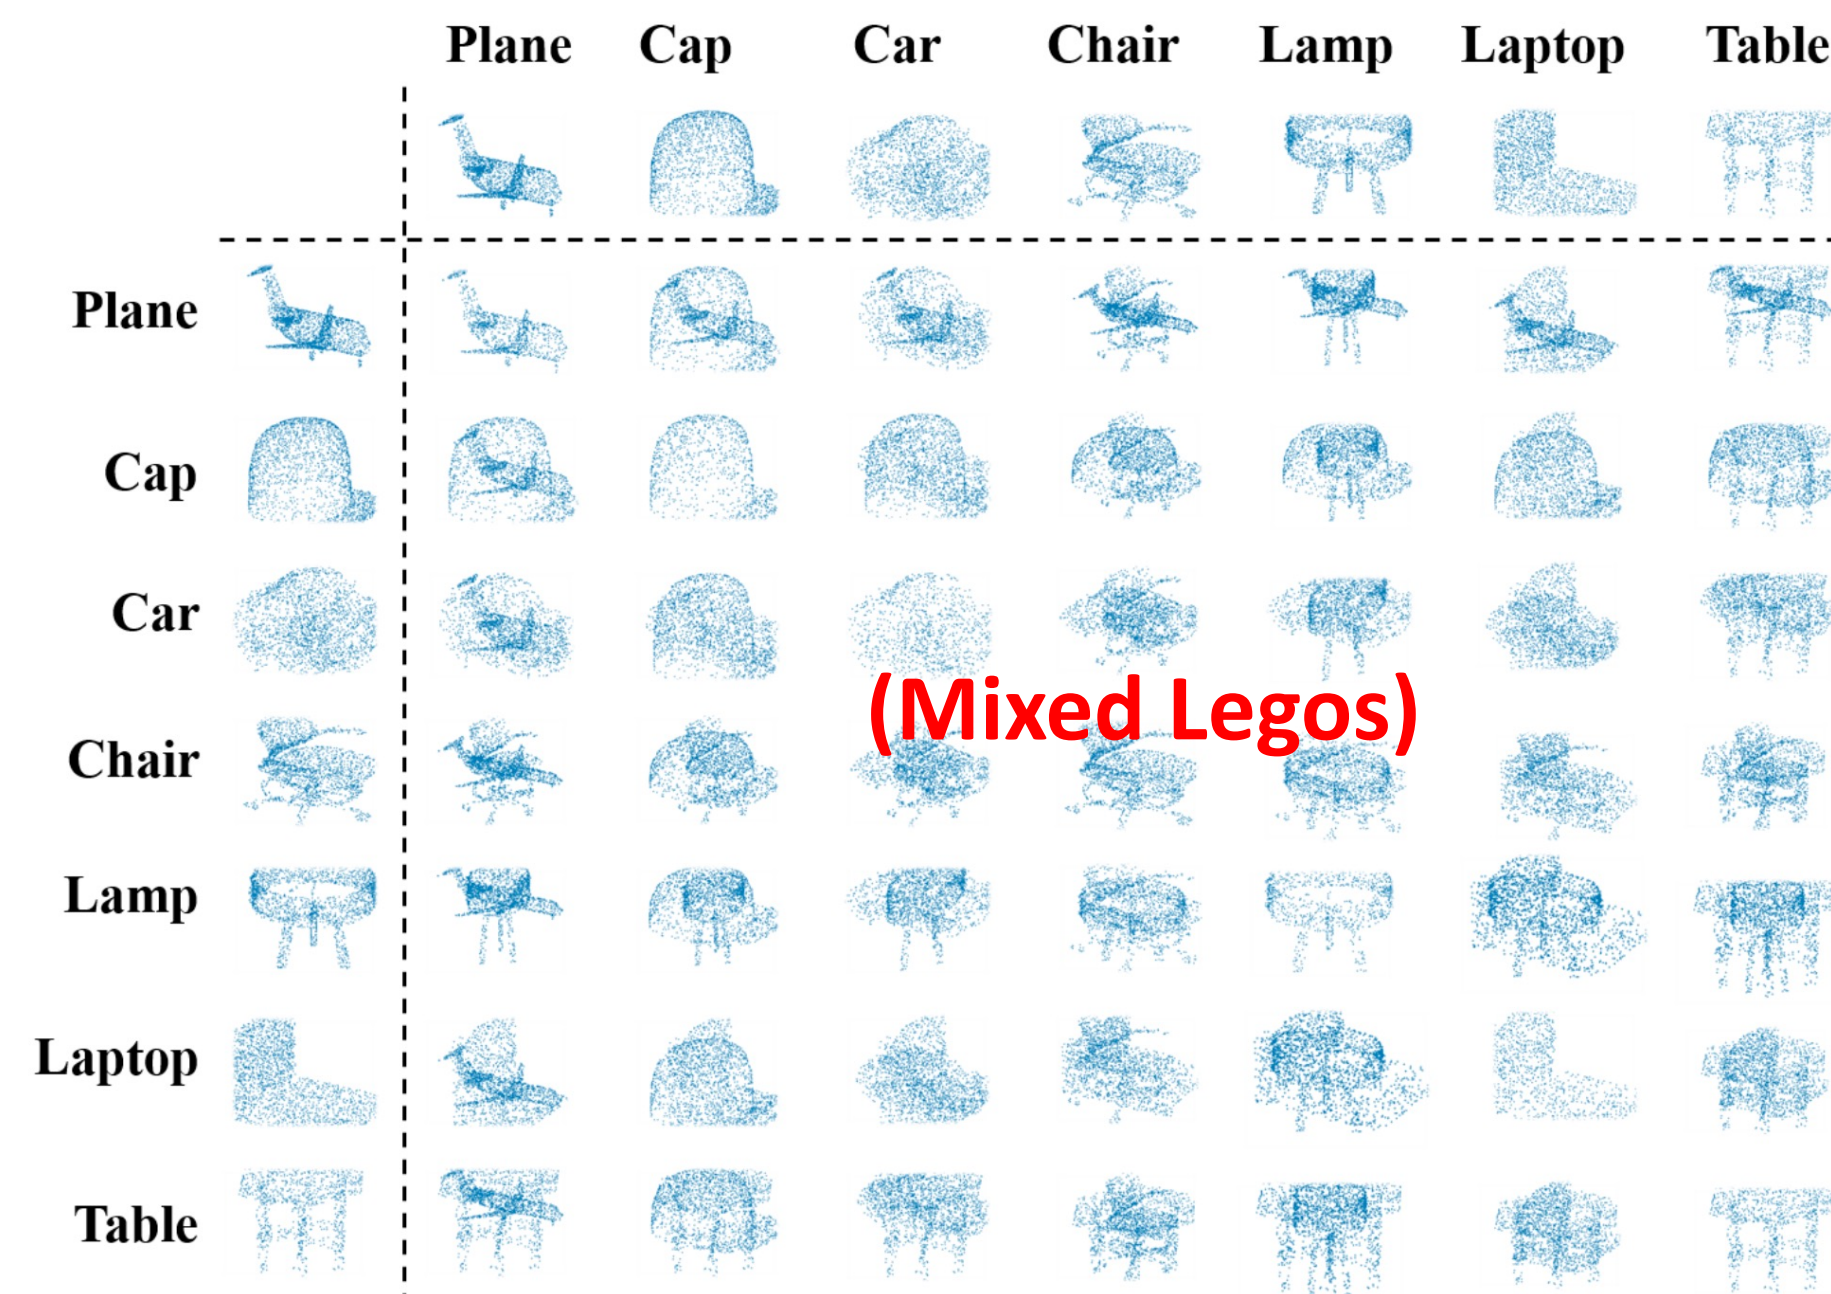 Plane Cap Car Chair Lamp Laptop Table
Plane
Cap
Car
(Mixed Legos)
Chair
Lamp
Laptop
Table